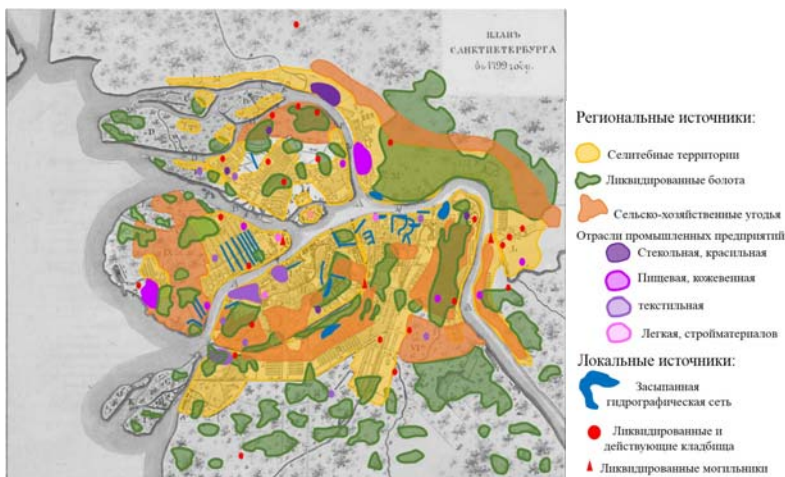 ПЛАНЪ
САНКТПЕТЕРБУРГА
въ 1799 году.
Региональные источники:
Селитебные территории
Ликвидированные болота
Сельско-хозяйственные угодья
Отрасли промышленных предприятий
Стекольная, красильная
Пищевая, кожевенная
текстильная
Легкая, стройматериалов
Локальные источники:
Засыпанная
гидрографическая сеть
Ликвидированные и
действующие кладбища
Ликвидированные могильники